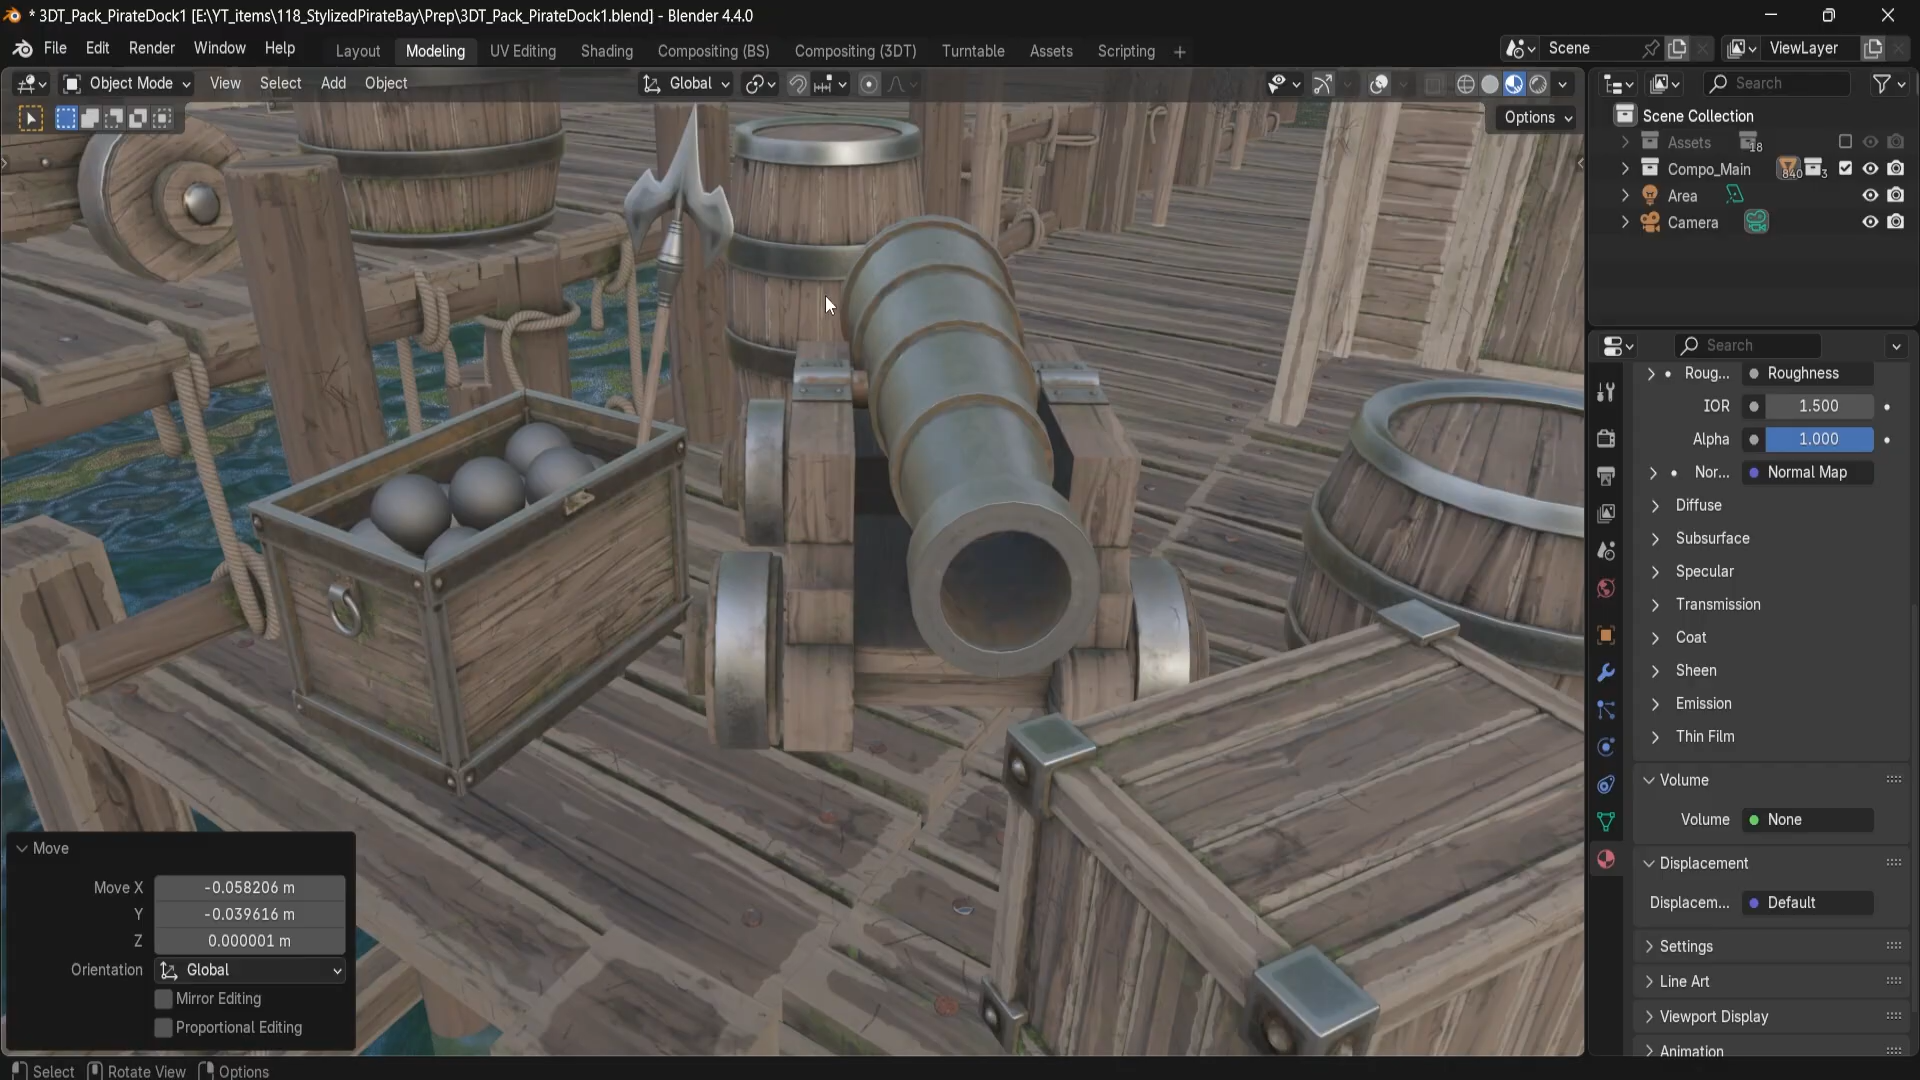 * 3DT_Pack_PirateDock1 [E:\YT_items\118_StylizedPirateBay\Prep\3DT_Pack_PirateDock1.blend] - Blender 4.4.0
File Edit Render Window Help Layout Modeling UV Editing Shading Compositing (BS) Compositing (3DT) Turntable Assets Scripting + Scene ViewLayer
Object Mode View Select Add Object Global Search
Options
Scene Collection
Assets 18
Compo_Main 840 3
Area
Camera
Search
Roug... Roughness
IOR 1.500
Alpha 1.000
Nor... Normal Map
Diffuse
Subsurface
Specular
Transmission
Coat
Sheen
Emission
Thin Film
Volume
Volume None
Displacement
Displacem... Default
Settings
Line Art
Viewport Display
Animation
Move
Move X -0.058206 m
Y -0.039616 m
Z 0.000001 m
Orientation Global
Mirror Editing
Proportional Editing
Select Rotate View Options